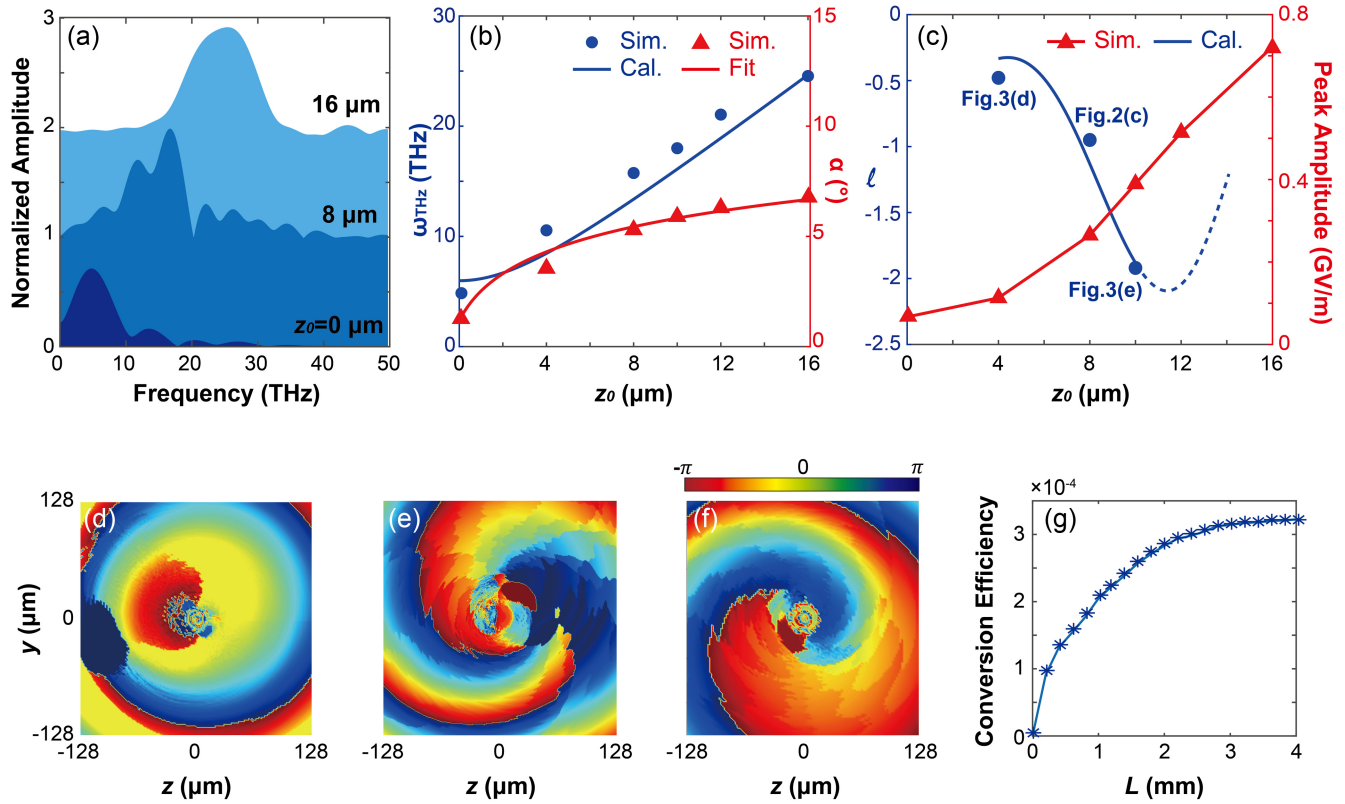 (a)
3
2
1
0
16 μm
8 μm
z₀=0 μm
0 10 20 30 40 50
Frequency (THz)
Normalized Amplitude
(b)
30
20
10
0
Sim. Sim.
Cal. Fit
ωTHz (THz)
15
10
5
0
α (°)
0 4 8 12 16
z₀ (μm)
(c)
0
-0.5
-1
-1.5
-2
-2.5
ℓ
Sim. Cal.
Fig.3(d)
Fig.2(c)
Fig.3(e)
0.8
0.4
0
Peak Amplitude (GV/m)
0 4 8 12 16
z₀ (μm)
-π 0 π
(d)
128
0
-128
y (μm)
-128 0 128
z (μm)
(e)
-128 0 128
z (μm)
(f)
-128 0 128
z (μm)
×10⁻⁴
(g)
3
2
1
0
Conversion Efficiency
0 1 2 3 4
L (mm)